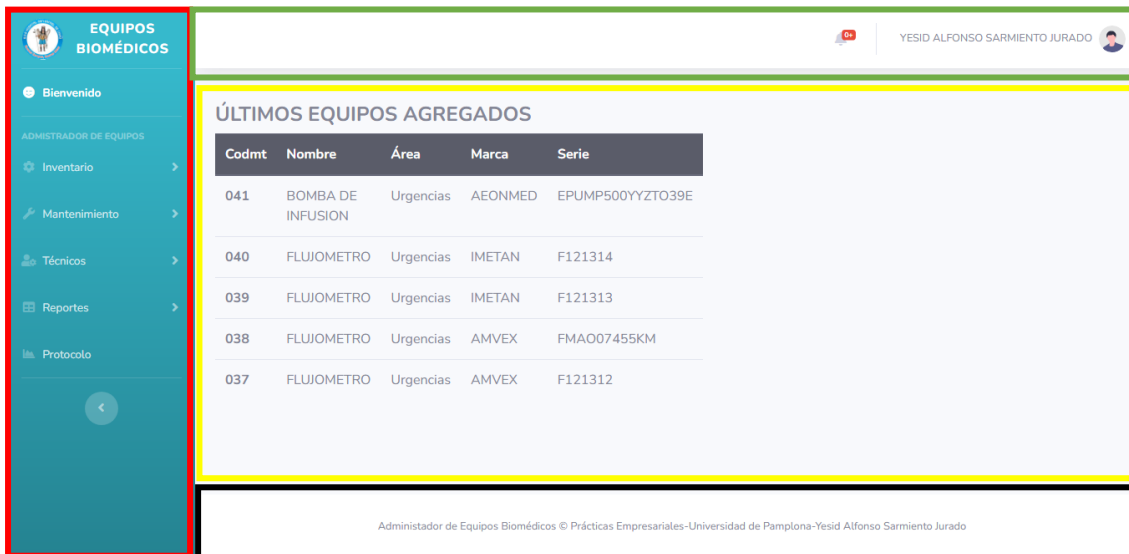 EQUIPOS
BIOMÉDICOS
Bienvenido
ADMISTRADOR DE EQUIPOS
Inventario
Mantenimiento
Técnicos
Reportes
Protocolo
0+
YESID ALFONSO SARMIENTO JURADO
ÚLTIMOS EQUIPOS AGREGADOS
Codmt Nombre Área Marca Serie
041 BOMBA DE INFUSION Urgencias AEONMED EPUMP500YYZTO39E
040 FLUJOMETRO Urgencias IMETAN F121314
039 FLUJOMETRO Urgencias IMETAN F121313
038 FLUJOMETRO Urgencias AMVEX FMAO07455KM
037 FLUJOMETRO Urgencias AMVEX F121312
Administador de Equipos Biomédicos © Prácticas Empresariales-Universidad de Pamplona-Yesid Alfonso Sarmiento Jurado